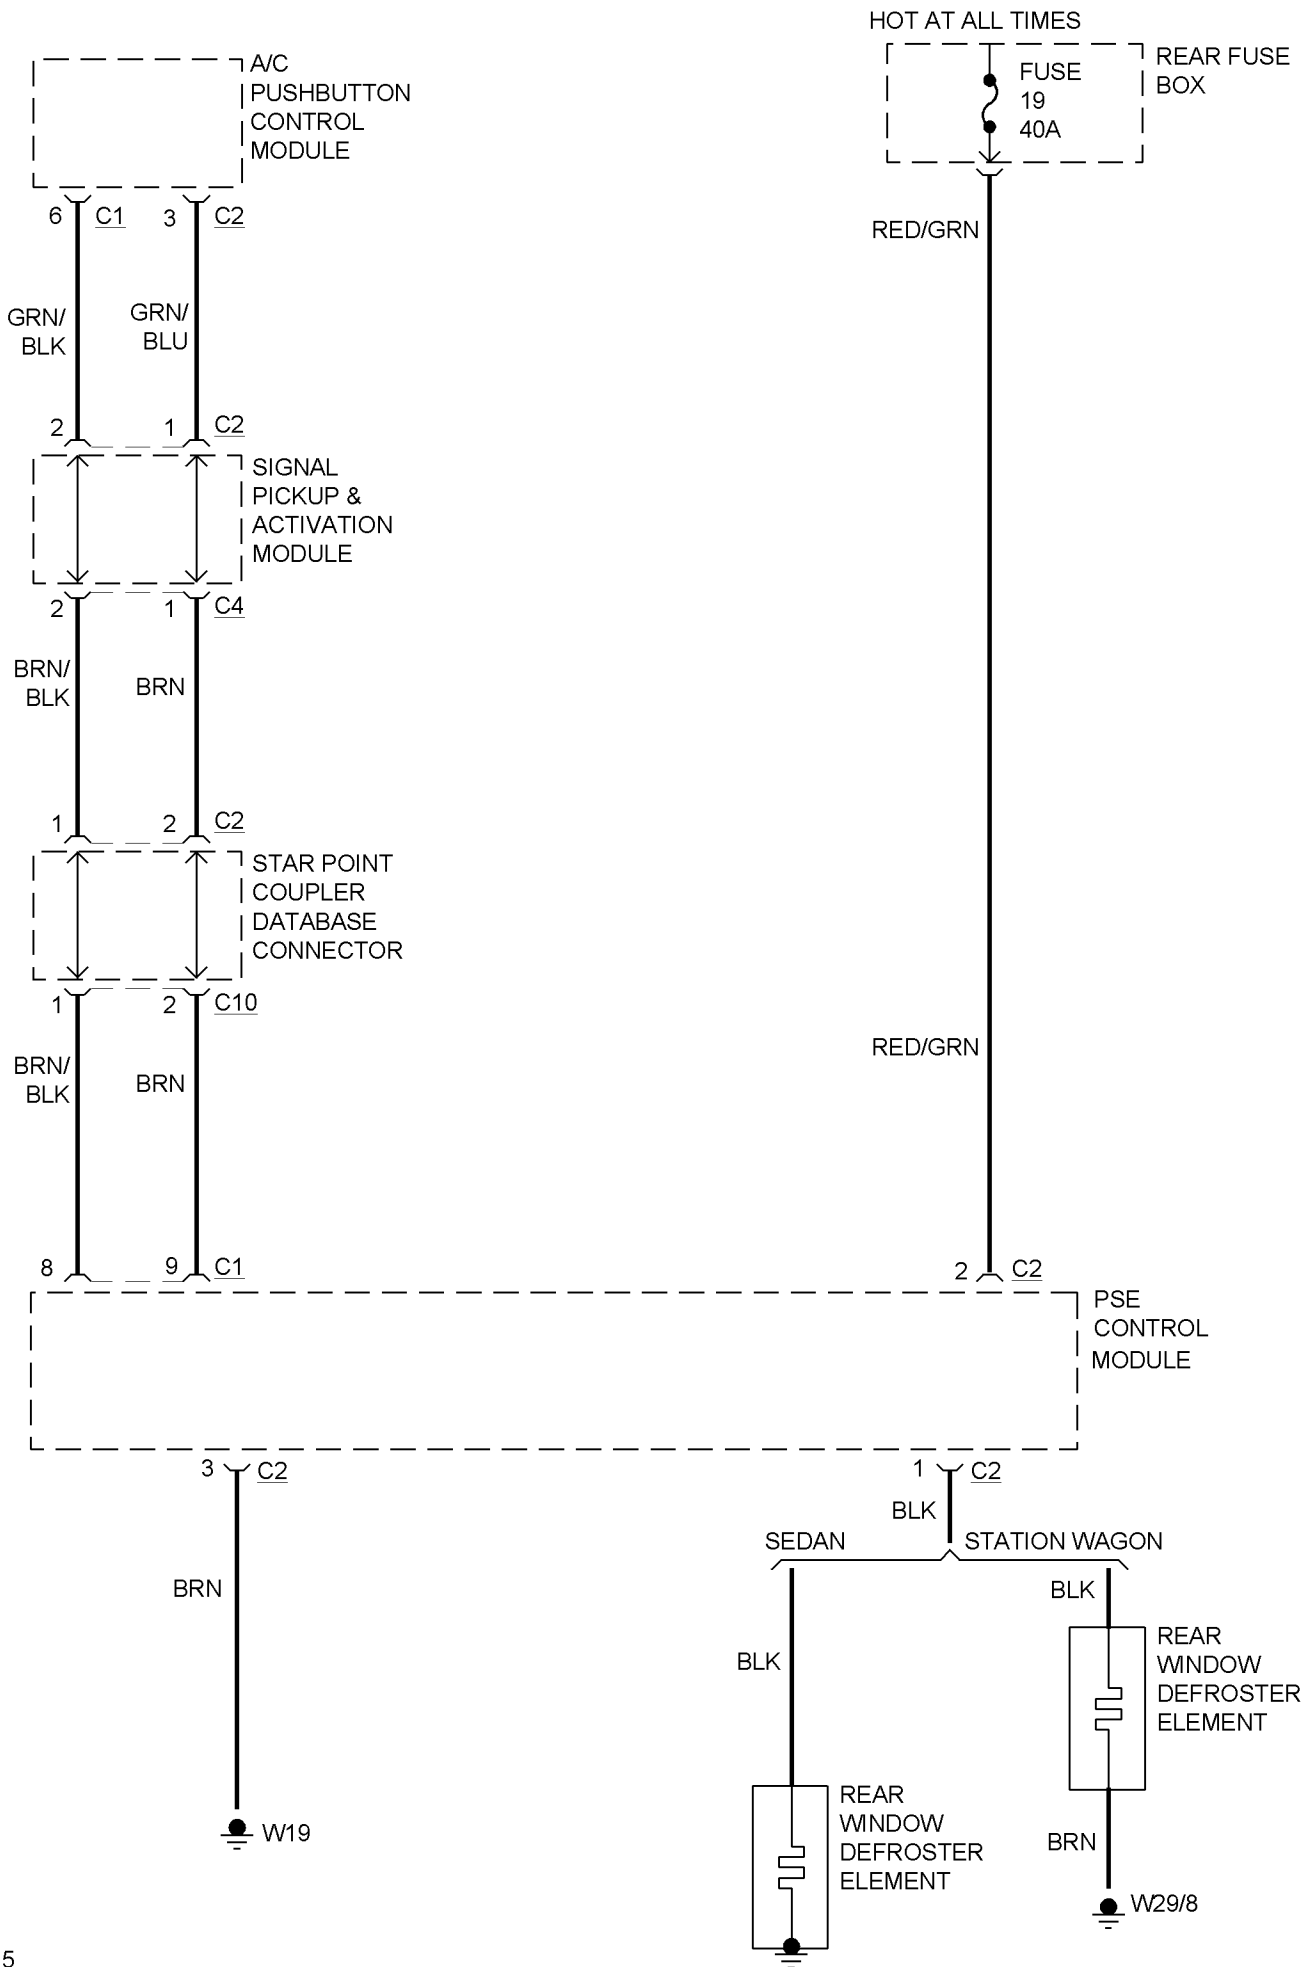 HOT AT ALL TIMES
A/C
PUSHBUTTON
CONTROL
MODULE
FUSE
19
40A
REAR FUSE
BOX
6 C1 3 C2
RED/GRN
GRN/
BLK
GRN/
BLU
2 1 C2
SIGNAL
PICKUP &
ACTIVATION
MODULE
2 1 C4
BRN/
BLK
BRN
1 2 C2
STAR POINT
COUPLER
DATABASE
CONNECTOR
1 2 C10
RED/GRN
BRN/
BLK
BRN
8 9 C1
2 C2
PSE
CONTROL
MODULE
3 C2
1 C2
BLK
SEDAN STATION WAGON
BRN
BLK
BLK
REAR
WINDOW
DEFROSTER
ELEMENT
REAR
WINDOW
DEFROSTER
ELEMENT
BRN
W19
W29/8
5